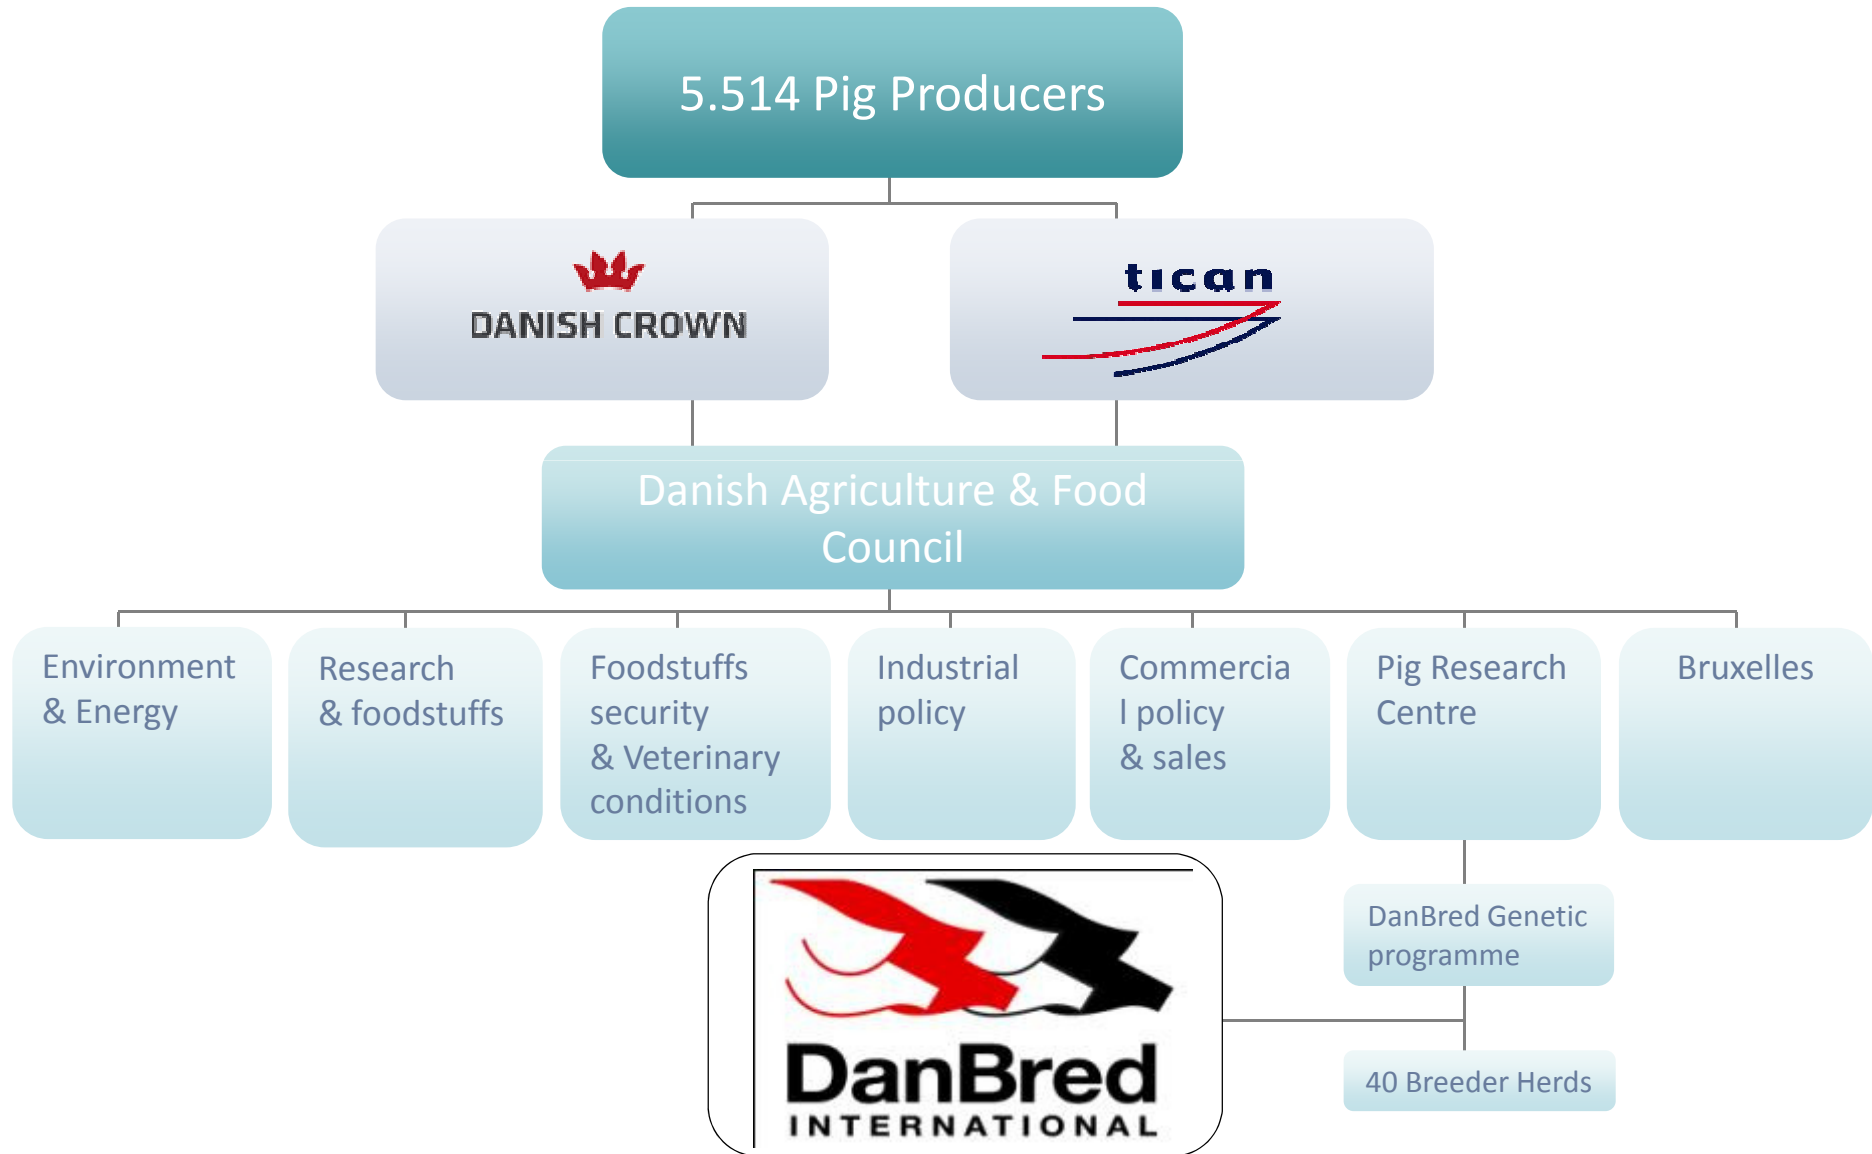 5.514 Pig Producers
DANISH CROWN
tican
Danish Agriculture & Food
Council
Environment
& Energy
Research
& foodstuffs
Foodstuffs
security
& Veterinary
conditions
Industrial
policy
Commercia
l policy
& sales
Pig Research
Centre
Bruxelles
DanBred Genetic
programme
40 Breeder Herds
DanBred
INTERNATIONAL